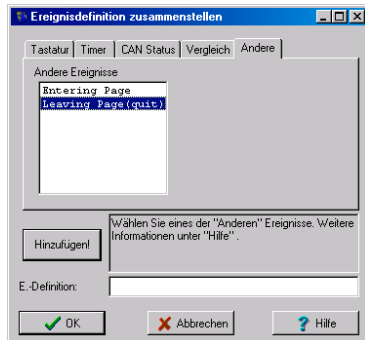 Ereignisdefinition zusammenstellen
Tastatur Timer CAN Status Vergleich Andere
Andere Ereignisse
Entering Page
Leaving Page(quit)
Hinzufügen!
Wählen Sie eines der "Anderen" Ereignisse. Weitere
Informationen unter "Hilfe" .
E.-Definition:
OK Abbrechen Hilfe